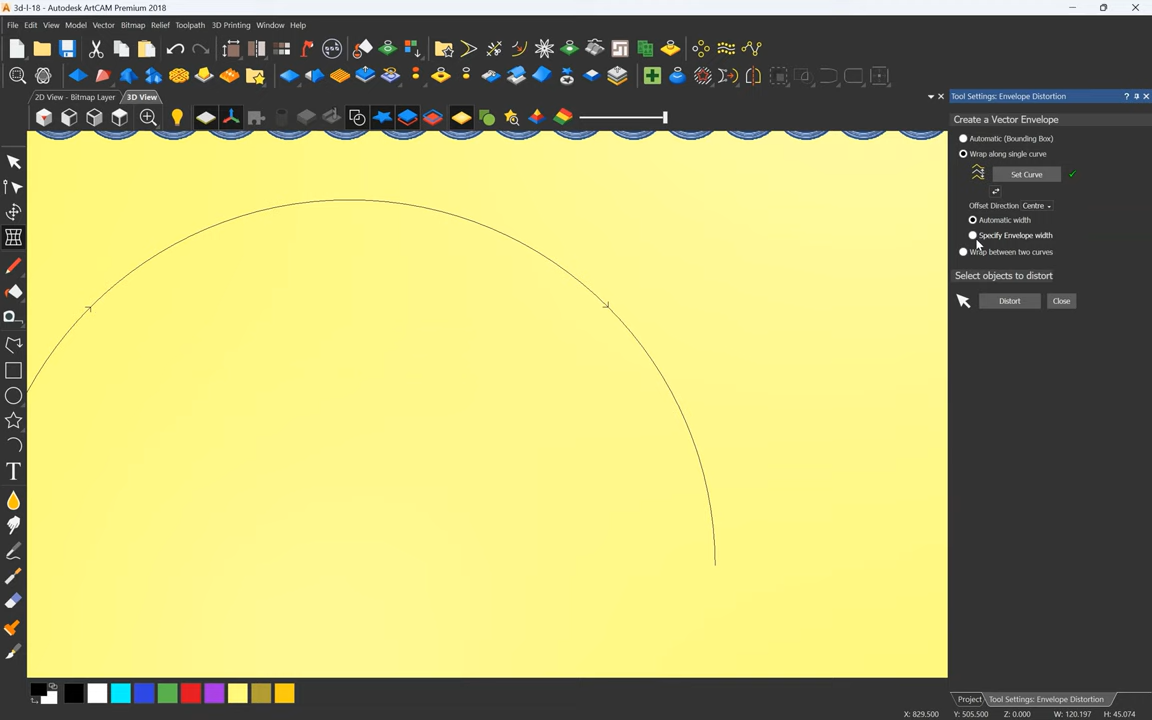 3d-l-18 - Autodesk ArtCAM Premium 2018
File Edit View Model Vector Bitmap Relief Toolpath 3D Printing Window Help
2D View - Bitmap Layer 3D View
Tool Settings: Envelope Distortion
Create a Vector Envelope
Automatic (Bounding Box)
Wrap along single curve
Set Curve
Offset Direction Centre
Automatic width
Specify Envelope width
Wrap between two curves
Select objects to distort
Distort Close
T
Project Tool Settings: Envelope Distortion
X: 829.500 Y: 505.500 Z: 0.000 W: 120.197 H: 45.074